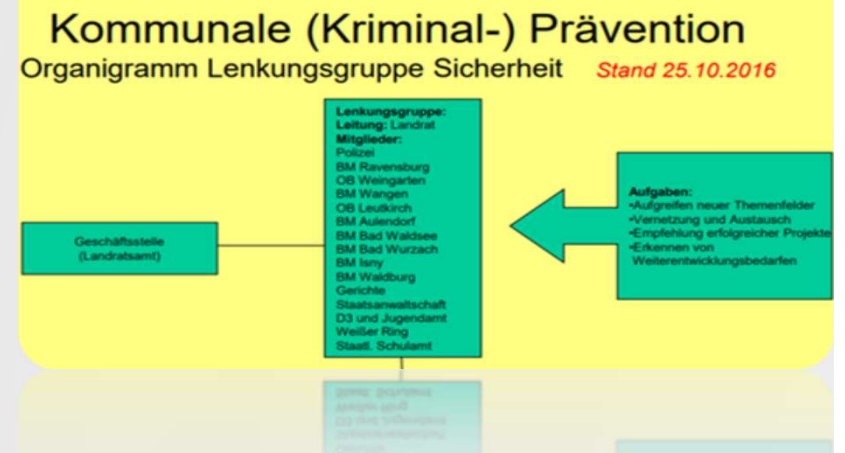 Kommunale (Kriminal-) Prävention
Organigramm Lenkungsgruppe Sicherheit Stand 25.10.2016
Lenkungsgruppe:
Leitung: Landrat
Mitglieder:
Polizei
BM Ravensburg
OB Weingarten
BM Wangen
OB Leutkirch
BM Aulendorf
BM Bad Waldsee
BM Bad Wurzach
BM Isny
BM Waldburg
Gerichte
Staatsanwaltschaft
D3 und Jugendamt
Weißer Ring
Staatl. Schulamt
Geschäftsstelle
(Landratsamt)
Aufgaben:
•Aufgreifen neuer Themenfelder
•Vernetzung und Austausch
•Empfehlung erfolgreicher Projekte
•Erkennen von
Weiterentwicklungsbedarfen